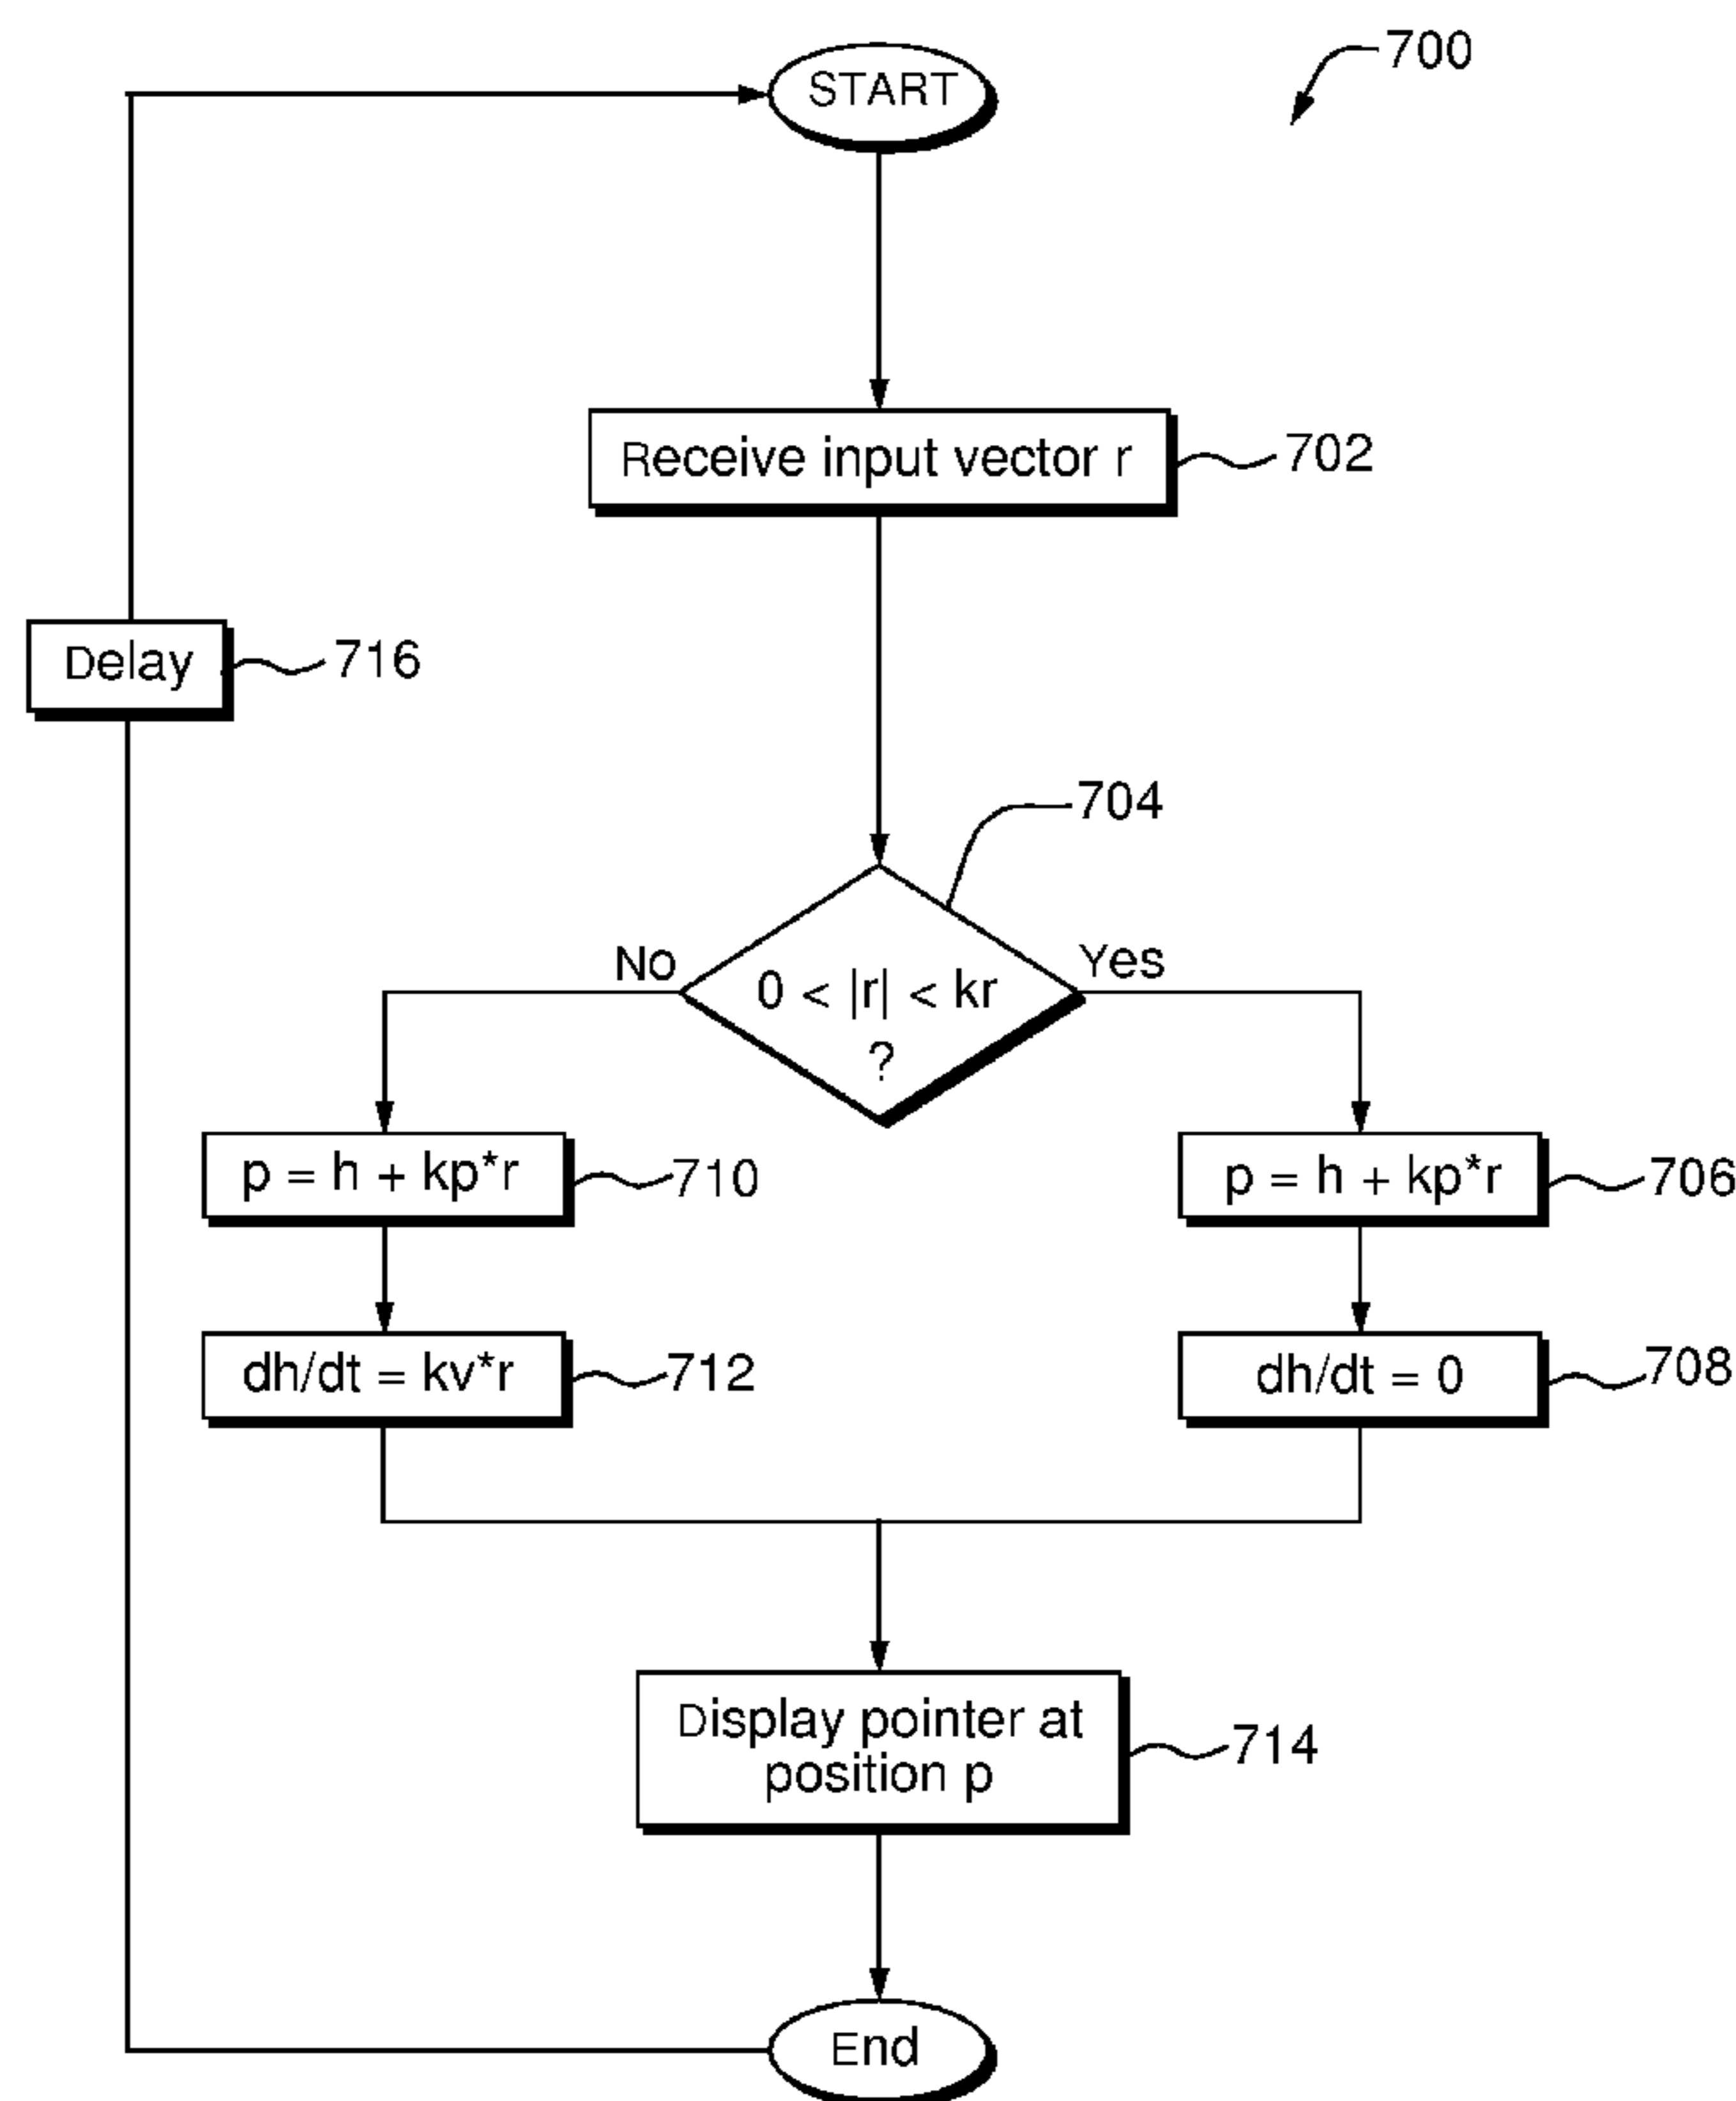 700
START
Receive input vector r
702
Delay
716
704
No
Yes
0 < |r| < kr
?
p = h + kp*r
710
p = h + kp*r
706
dh/dt = kv*r
712
dh/dt = 0
708
Display pointer at
position p
714
End